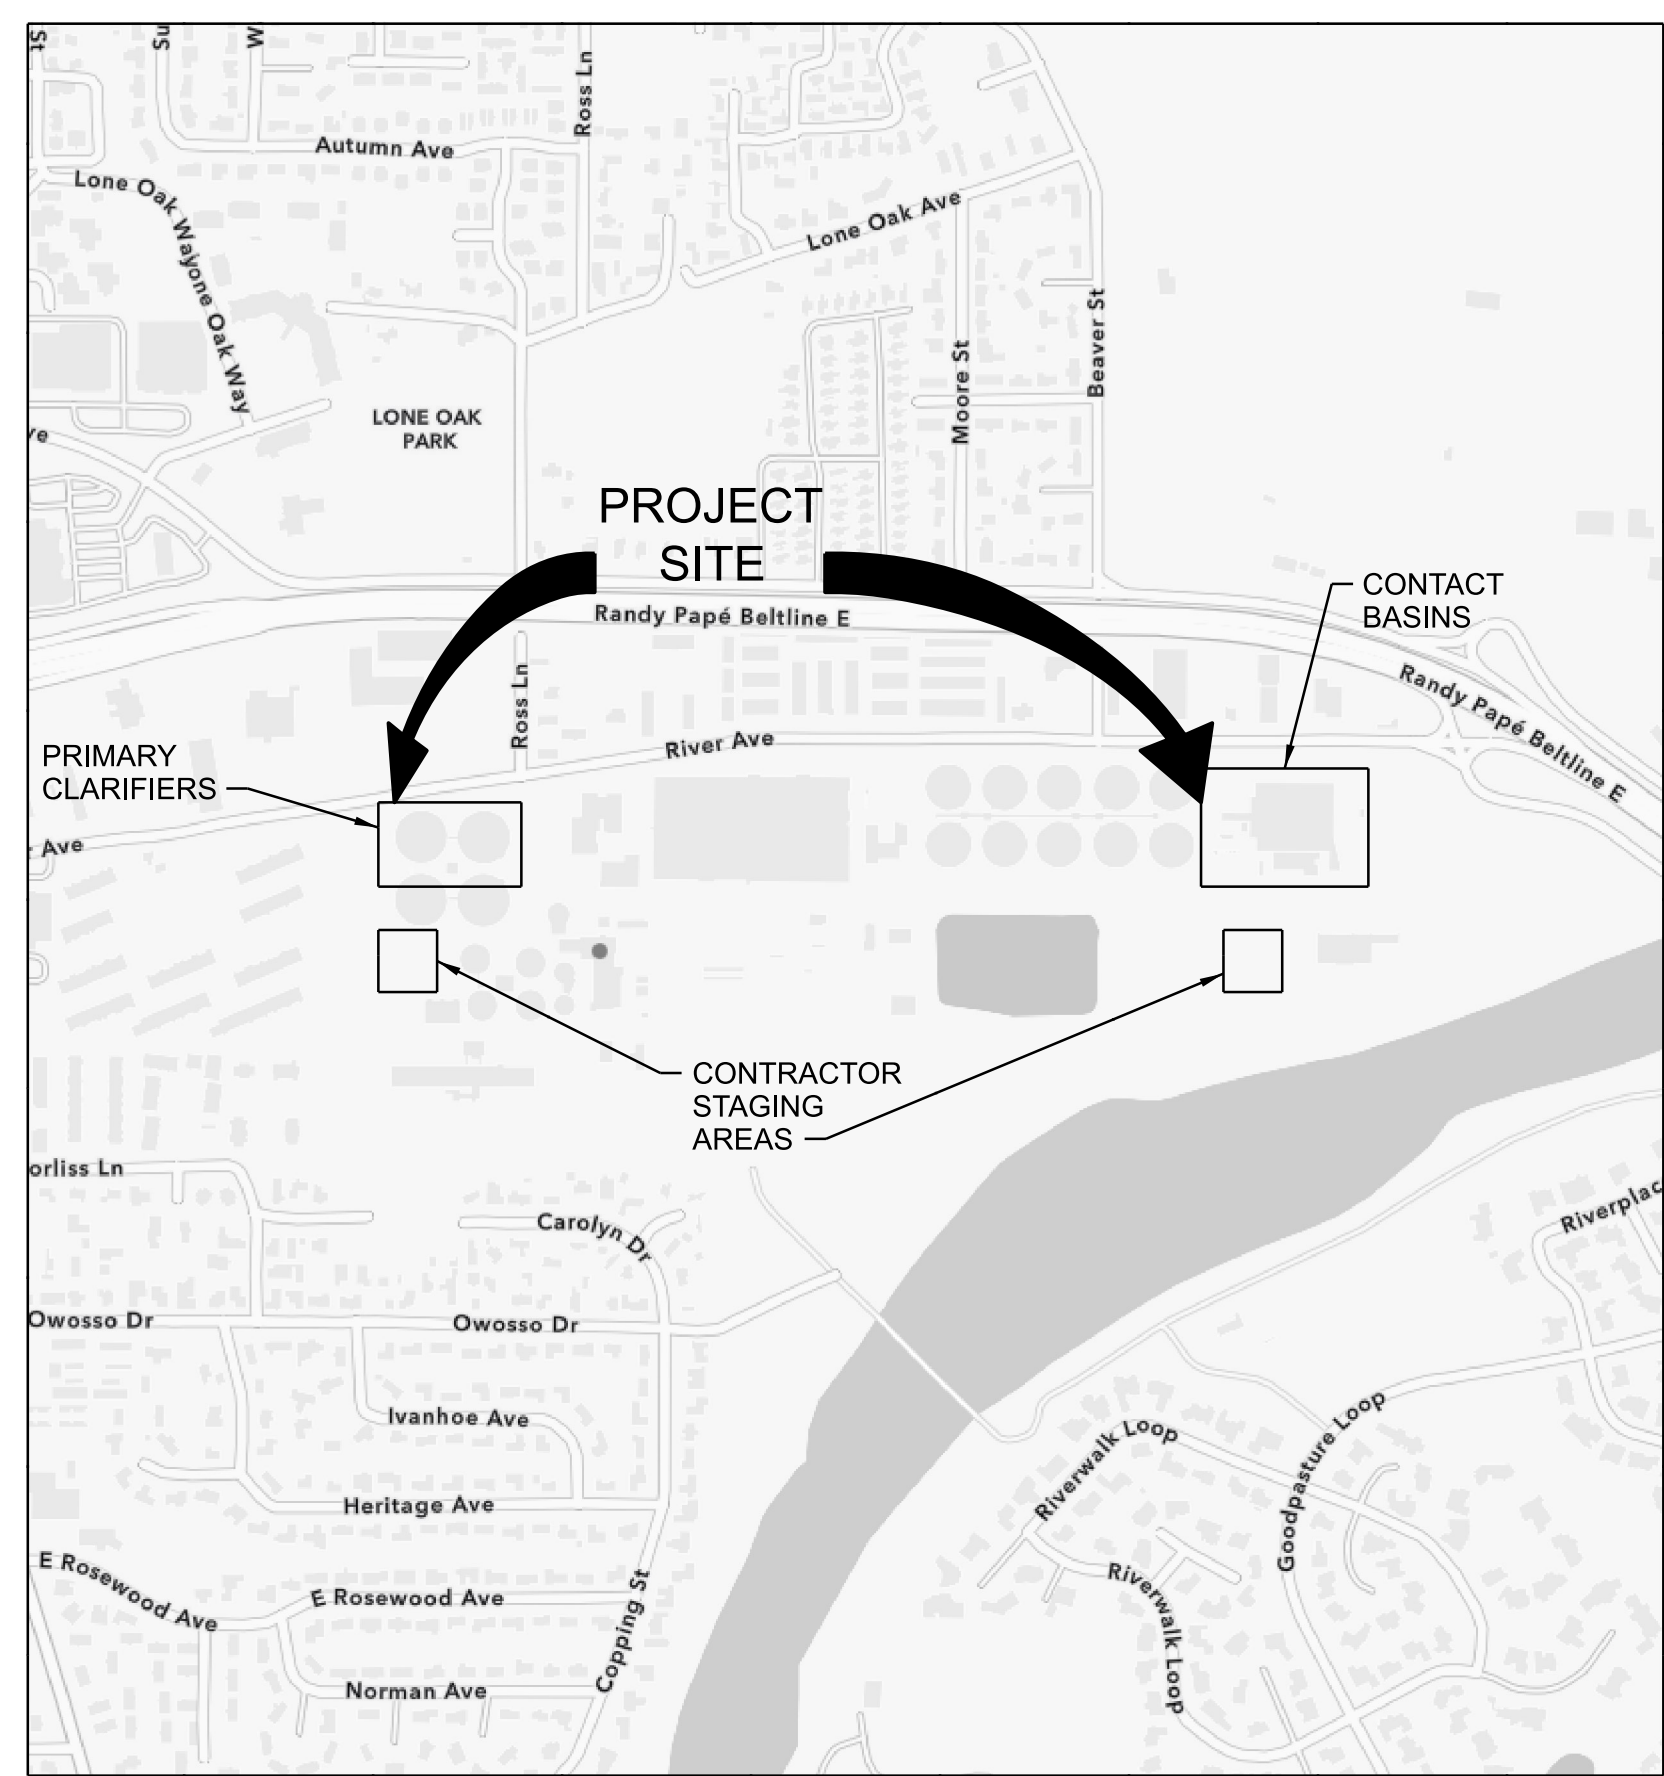 St
Su
W
Ross Ln
Autumn Ave
Lone Oak Way
one Oak Way
Lone Oak Ave
Beaver St
Moore St
LONE OAK
PARK
ve
PROJECT
SITE
CONTACT
BASINS
Randy Papé Beltline E
Randy Papé Beltline E
Ross Ln
River Ave
PRIMARY
CLARIFIERS
Ave
CONTRACTOR
STAGING
AREAS
orliss Ln
Riverplac
Carolyn Dr
Owosso Dr
Owosso Dr
Ivanhoe Ave
Goodpasture Loop
Riverwalk Loop
Heritage Ave
E Rosewood Ave
E Rosewood Ave
Copping St
Riverwalk Loop
Norman Ave